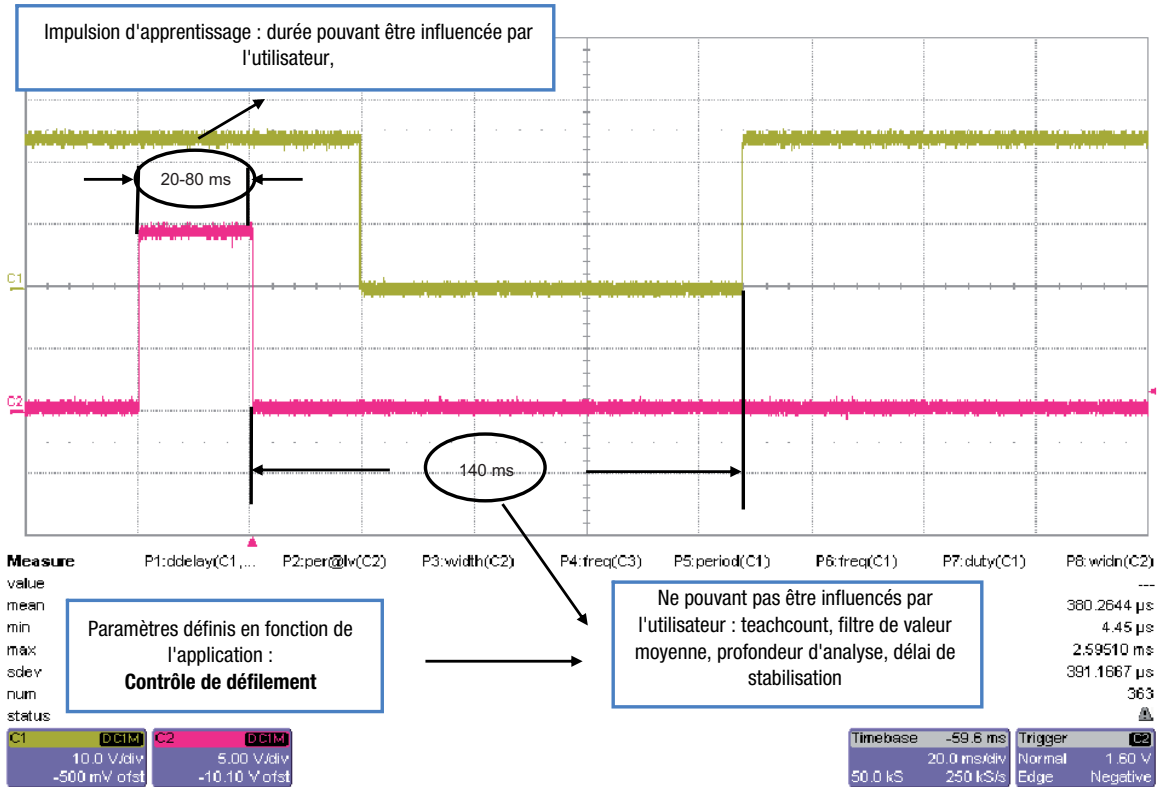 Impulsion d'apprentissage : durée pouvant être influencée par
l'utilisateur,
20-80 ms
C1
C2
140 ms
Measure P1:ddelay(C1,... P2:per@lv(C2) P3:width(C2) P4:freq(C3) P5:period(C1) P6:freq(C1) P7:duty(C1) P8:widn(C2)
value ---
mean 380.2644 µs
min 4.45 µs
max 2.59510 ms
sdev 391.1667 µs
num 363
status
Paramètres définis en fonction de
l'application :
Contrôle de défilement
Ne pouvant pas être influencés par
l'utilisateur : teachcount, filtre de valeur
moyenne, profondeur d'analyse, délai de
stabilisation
C1 DC1M
10.0 V/div
-500 mV ofst
C2 DC1M
5.00 V/div
-10.10 V ofst
Timebase -59.6 ms
20.0 ms/div
50.0 kS 250 kS/s
Trigger C2
Normal 1.60 V
Edge Negative